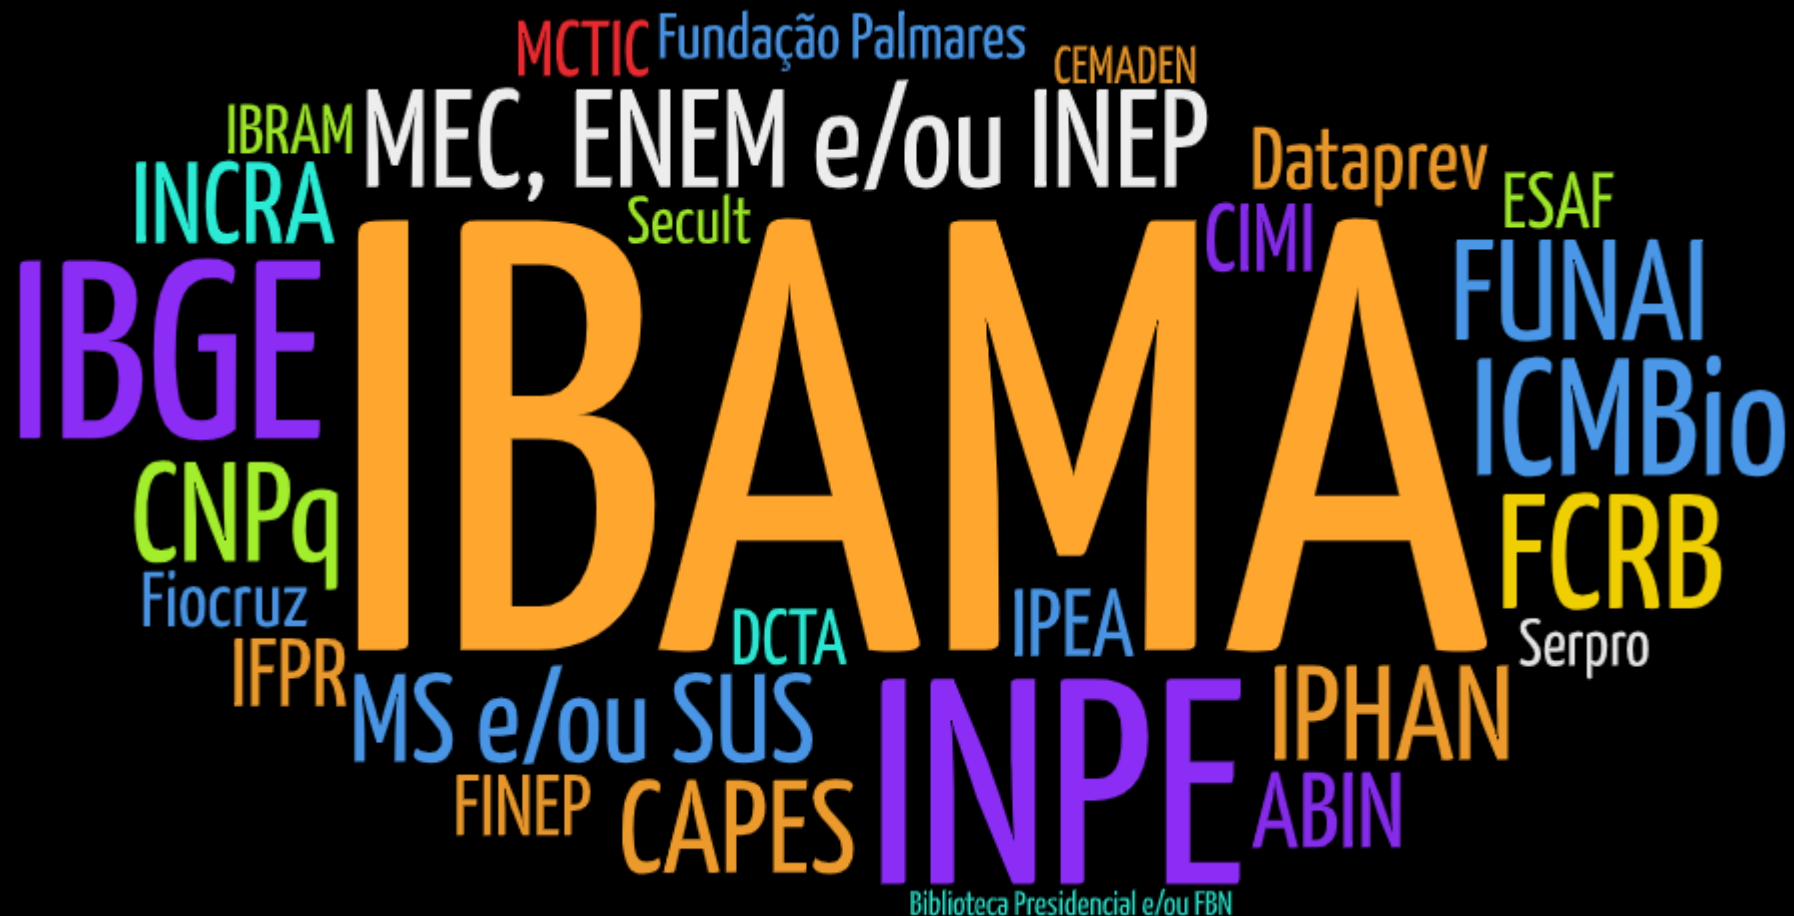 MCTIC
Fundação Palmares
CEMADEN
IBRAM
MEC, ENEM e/ou INEP
Dataprev
INCRA
Secult
CIMI
ESAF
IBGE
IBAMA
FUNAI
ICMBio
CNPq
FCRB
Fiocruz
DCTA
IPEA
Serpro
IFPR
MS e/ou SUS
INPE
IPHAN
FINEP
CAPES
ABIN
Biblioteca Presidencial e/ou FBN